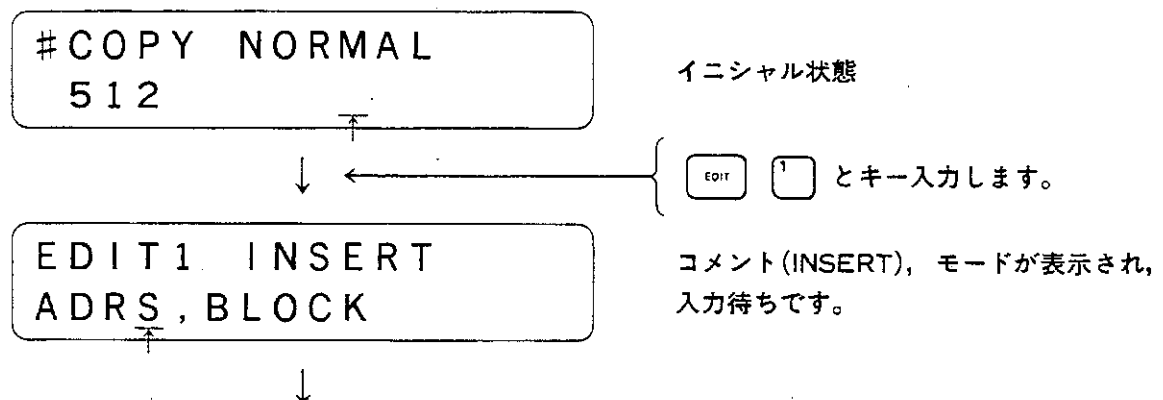 #COPY NORMAL
512
イニシャル状態
EDIT 1 とキー入力します。
EDIT1 INSERT
ADRS,BLOCK
コメント(INSERT), モードが表示され,
入力待ちです。